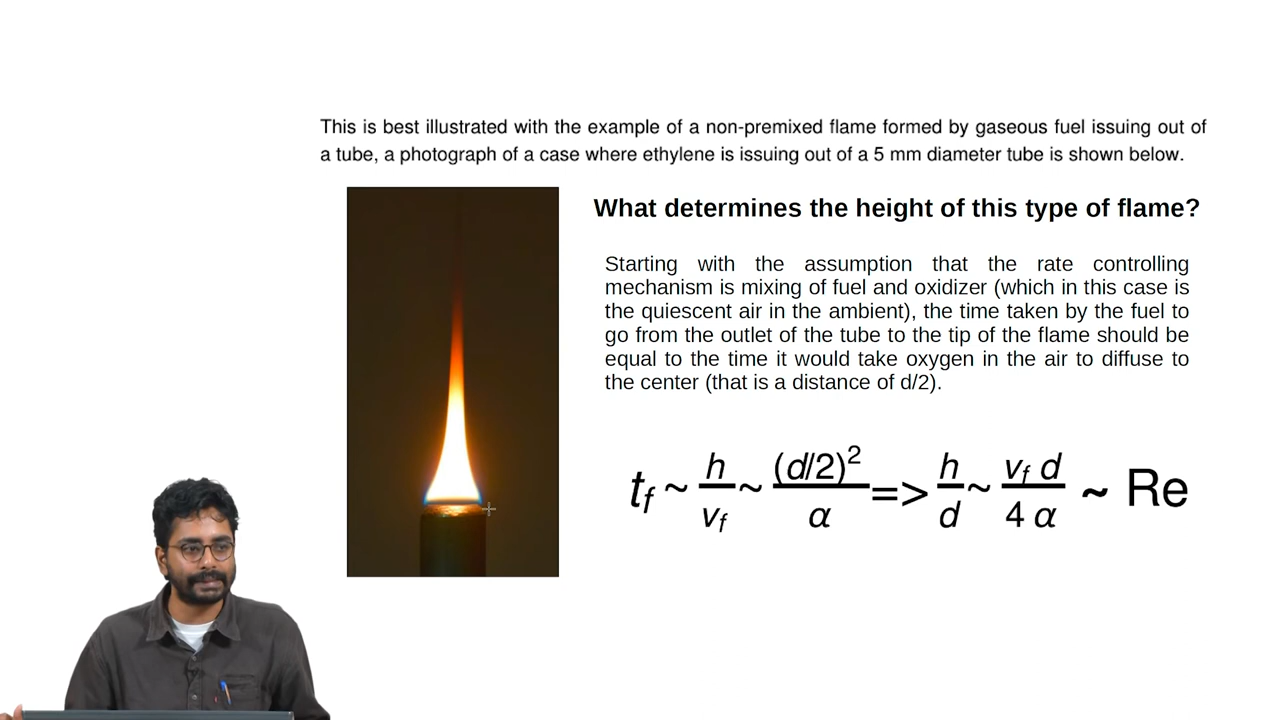 This is best illustrated with the example of a non-premixed flame formed by gaseous fuel issuing out of
a tube, a photograph of a case where ethylene is issuing out of a 5 mm diameter tube is shown below.
What determines the height of this type of flame?
Starting with the assumption that the rate controlling
mechanism is mixing of fuel and oxidizer (which in this case is
the quiescent air in the ambient), the time taken by the fuel to
go from the outlet of the tube to the tip of the flame should be
equal to the time it would take oxygen in the air to diffuse to
the center (that is a distance of d/2).
t_f ~ h/v_f ~ (d/2)²/α => h/d ~ v_f d/4 α ~ Re